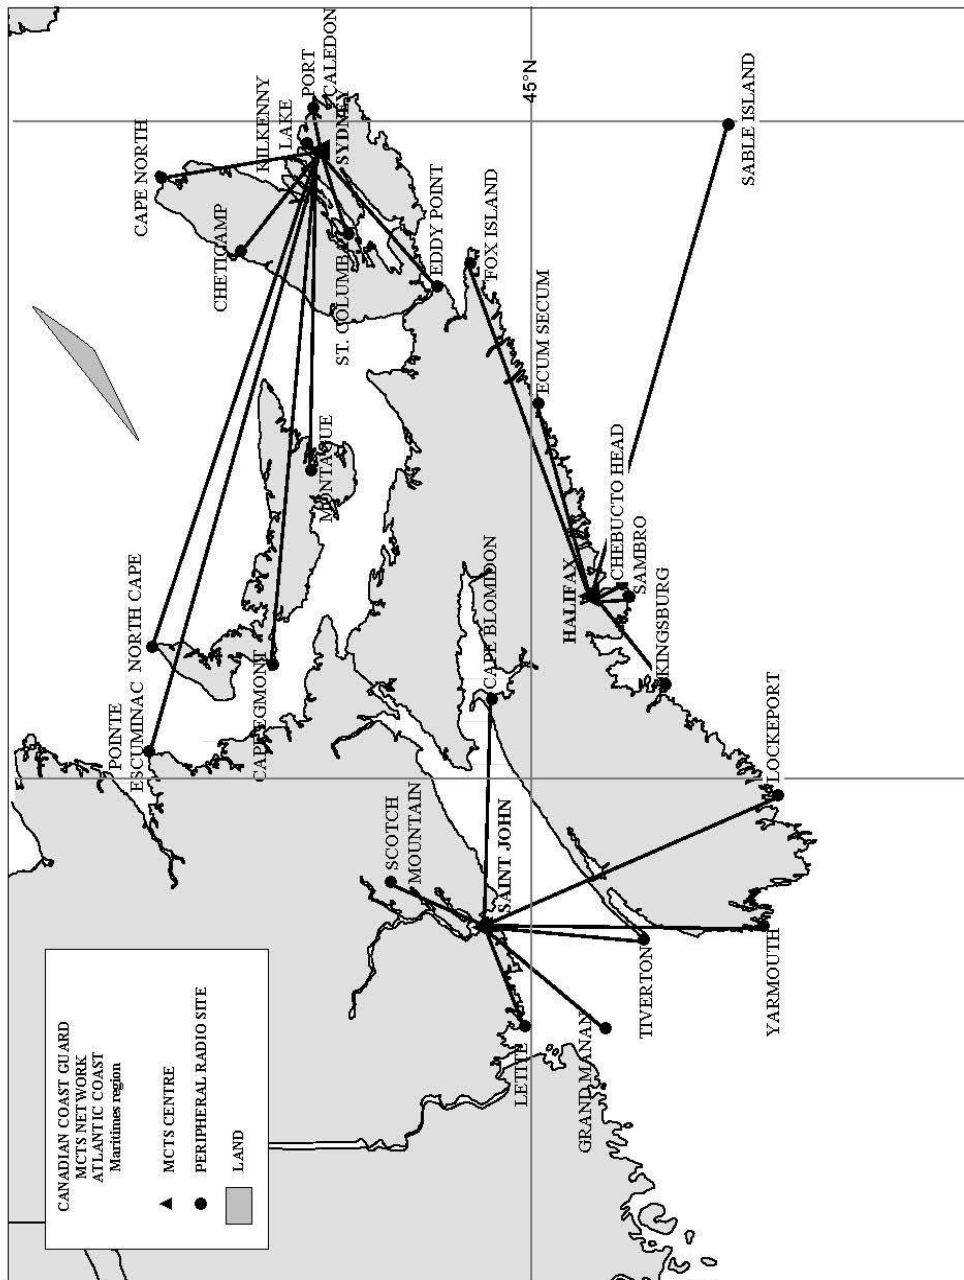 CANADIAN COAST GUARD
MCTS NETWORK
ATLANTIC COAST
Maritimes region
MCTS CENTRE
PERIPHERAL RADIO SITE
LAND
POINTE
ESCUMINAC
NORTH CAPE
CAPE NORTH
CHETICAMP
KILKENNY
LAKE
PORT
CALEDON
SYDNEY
CAPE EGMONT
MONTAGUE
ST. COLUMBA
SCOTCH
MOUNTAIN
EDDY POINT
CAPE BLOMIDON
FOX ISLAND
SAINT JOHN
LETITE
45°N
ECUM SECUM
HALIFAX
GRAND MANAN
CHEBUCTO HEAD
SAMBRO
TIVERTON
KINGSBURG
SABLE ISLAND
YARMOUTH
LOCKEPORT